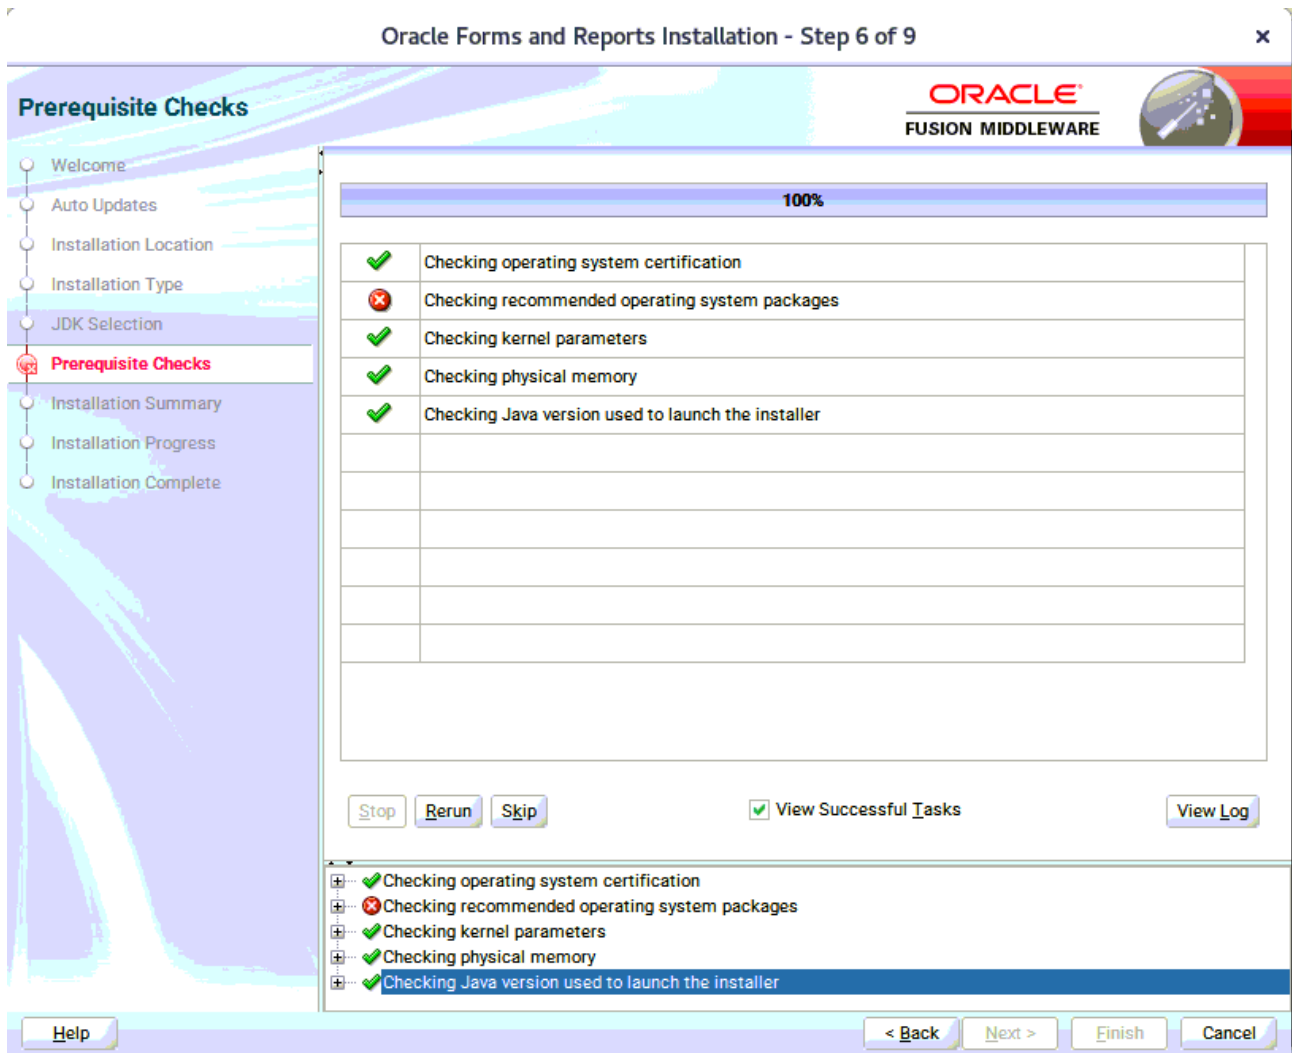 Oracle Forms and Reports Installation - Step 6 of 9
Prerequisite Checks
ORACLE
FUSION MIDDLEWARE
Welcome
Auto Updates
Installation Location
Installation Type
JDK Selection
Prerequisite Checks
Installation Summary
Installation Progress
Installation Complete
100%
Checking operating system certification
Checking recommended operating system packages
Checking kernel parameters
Checking physical memory
Checking Java version used to launch the installer
Stop Rerun Skip View Successful Tasks View Log
Checking operating system certification
Checking recommended operating system packages
Checking kernel parameters
Checking physical memory
Checking Java version used to launch the installer
Help < Back Next > Finish Cancel